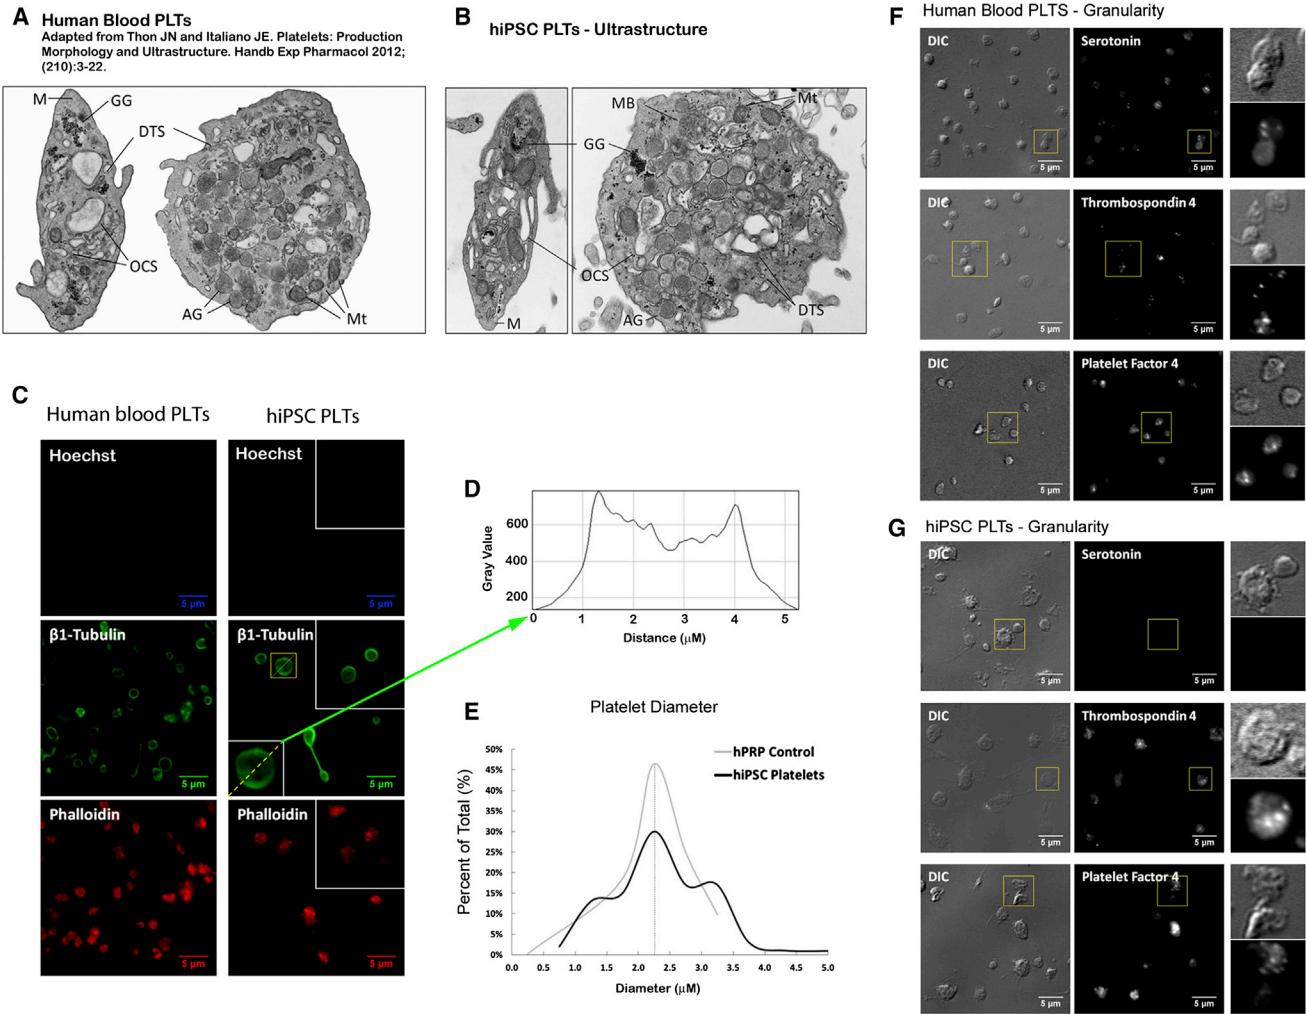 A
Human Blood PLTs
Adapted from Thon JN and Italiano JE. Platelets: Production
Morphology and Ultrastructure. Handb Exp Pharmacol 2012;
(210):3-22.
M
GG
DTS
OCS
AG
Mt
B
hiPSC PLTs - Ultrastructure
MB
Mt
GG
OCS
DTS
AG
M
C
Human blood PLTs
hiPSC PLTs
Hoechst
5 µm
Hoechst
5 µm
β1-Tubulin
5 µm
β1-Tubulin
5 µm
Phalloidin
5 µm
Phalloidin
5 µm
D
Gray Value
600
400
200
0 1 2 3 4 5
Distance (µM)
E
Platelet Diameter
hPRP Control
hiPSC Platelets
Percent of Total (%)
50%
45%
40%
35%
30%
25%
20%
15%
10%
5%
0%
0.0 0.5 1.0 1.5 2.0 2.5 3.0 3.5 4.0 4.5 5.0
Diameter (µM)
F
Human Blood PLTS - Granularity
DIC
5 µm
Serotonin
5 µm
DIC
5 µm
Thrombospondin 4
5 µm
DIC
5 µm
Platelet Factor 4
5 µm
G
hiPSC PLTs - Granularity
DIC
5 µm
Serotonin
5 µm
DIC
5 µm
Thrombospondin 4
5 µm
DIC
5 µm
Platelet Factor 4
5 µm